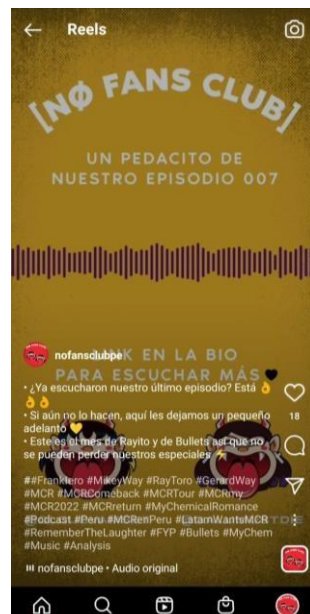 Reels
[NØ FANS CLUB]
UN PEDACITO DE
NUESTRO EPISODIO 007
LINK EN LA BIO
PARA ESCUCHAR MÁS
nofansclubpe
• ¿Ya escucharon nuestro último episodio? Está 👌
👌👌
• Si aún no lo hacen, aquí les dejamos un pequeño
adelanto 💛
• Este es el mes de Rayito y de Bullets así que no
se pueden perder nuestros especiales ⚡
18
##FrankIero #MikeyWay #RayToro #GerardWay
#MCR #MCRComeback #MCRTour #MCRmy
#MCR2022 #MCRreturn #MyChemicalRomance
#Podcast #Peru #MCRenPeru #LatamWantsMCR
#RememberTheLaughter #FYP #Bullets #MyChem
#Music #Analysis
nofansclubpe • Audio original